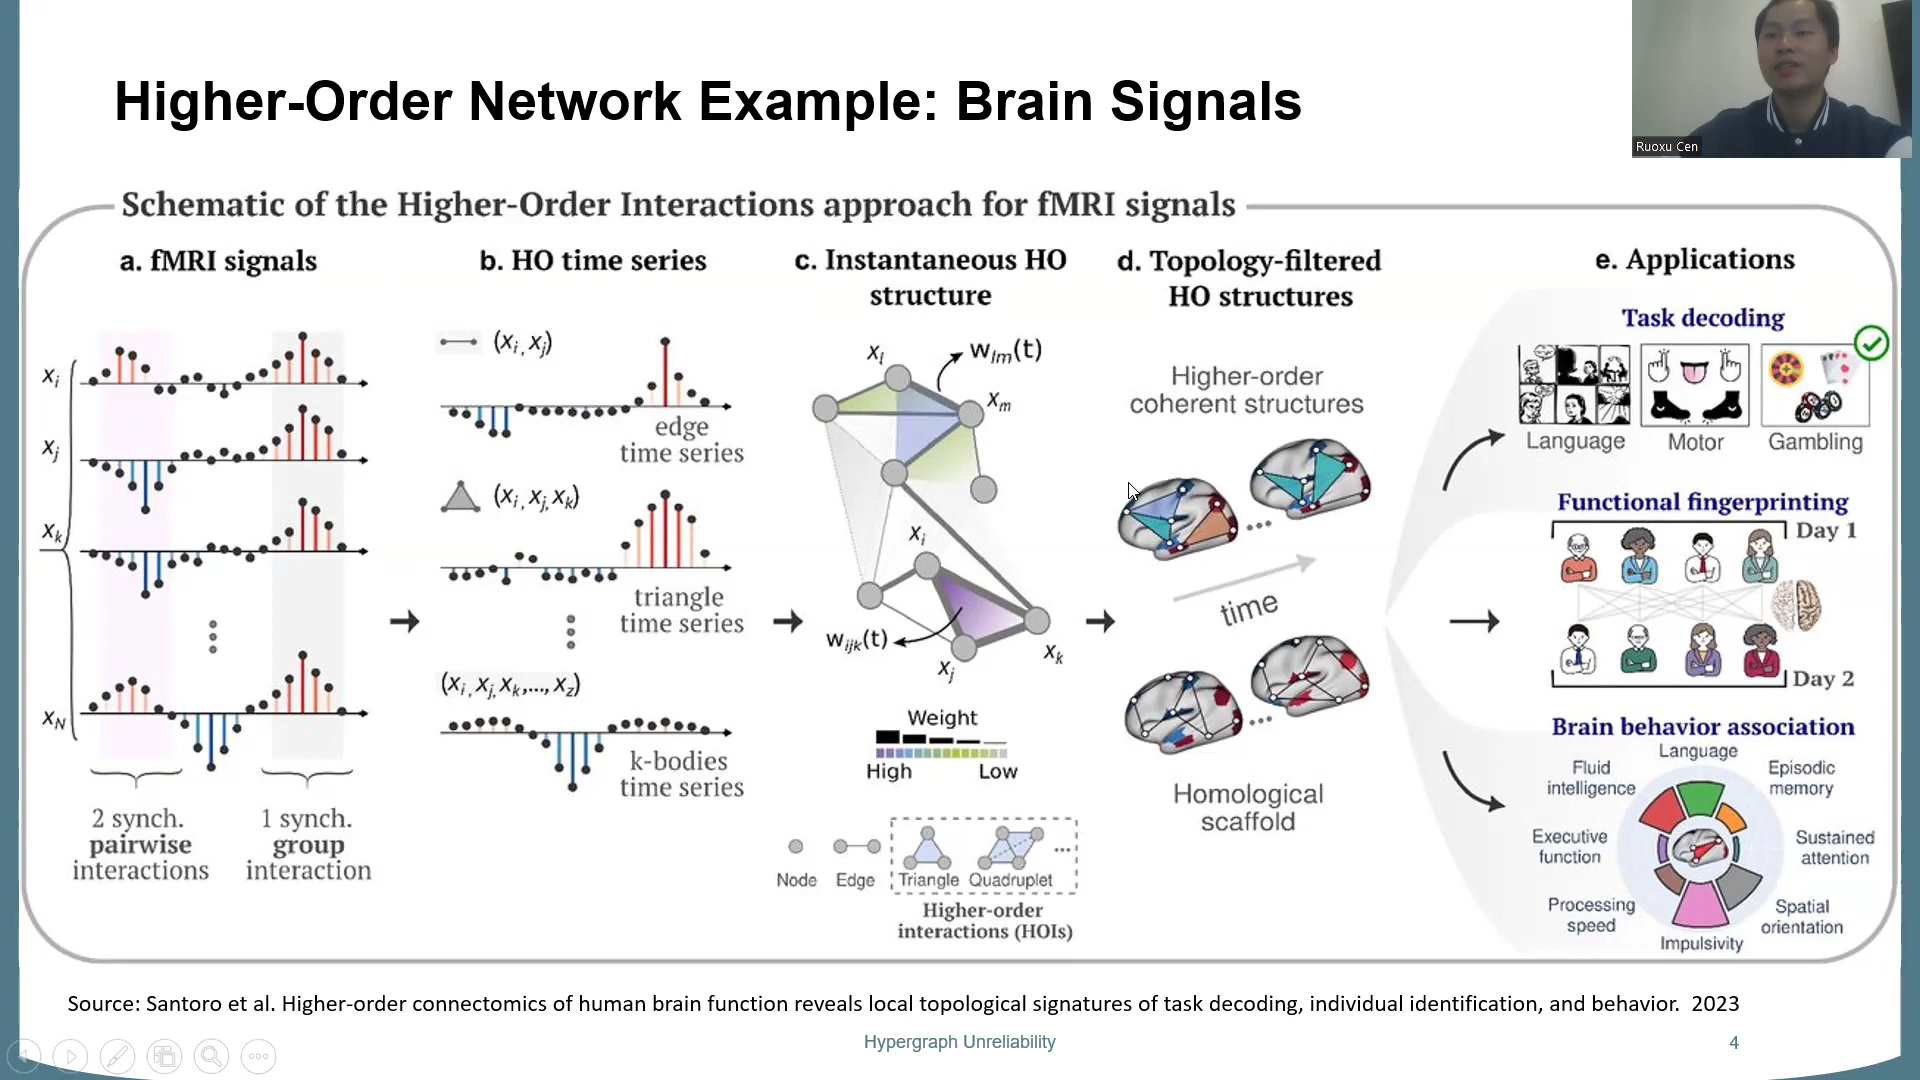 Higher-Order Network Example: Brain Signals
Ruoxu Cen
Schematic of the Higher-Order Interactions approach for fMRI signals
a. fMRI signals
xi
xj
xk
xN
2 synch.
pairwise
interactions
1 synch.
group
interaction
b. HO time series
(xi, xj)
edge
time series
(xi, xj, xk)
triangle
time series
(xi, xj, xk,..., xz)
k-bodies
time series
c. Instantaneous HO
structure
xl
wlm(t)
xm
xi
wijk(t)
xj
xk
Weight
High
Low
Node
Edge
Triangle
Quadruplet
...
Higher-order
interactions (HOIs)
d. Topology-filtered
HO structures
Higher-order
coherent structures
time
Homological
scaffold
e. Applications
Task decoding
Language
Motor
Gambling
Functional fingerprinting
Day 1
Day 2
Brain behavior association
Language
Fluid
intelligence
Episodic
memory
Executive
function
Sustained
attention
Processing
speed
Spatial
orientation
Impulsivity
Source: Santoro et al. Higher-order connectomics of human brain function reveals local topological signatures of task decoding, individual identification, and behavior. 2023
Hypergraph Unreliability
4